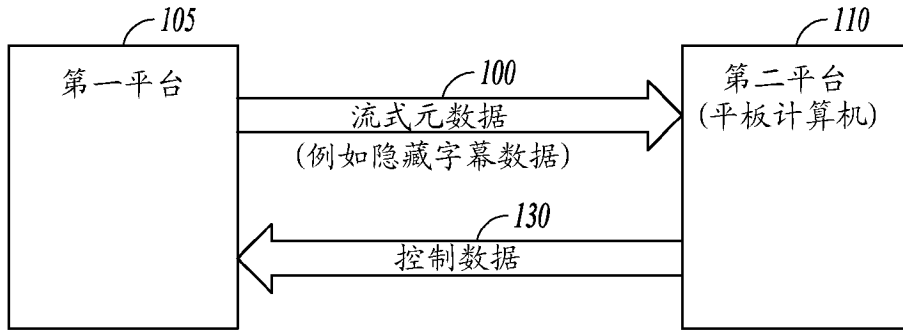 105
第一平台
100
流式元数据
(例如隐藏字幕数据)
110
第二平台
(平板计算机)
130
控制数据